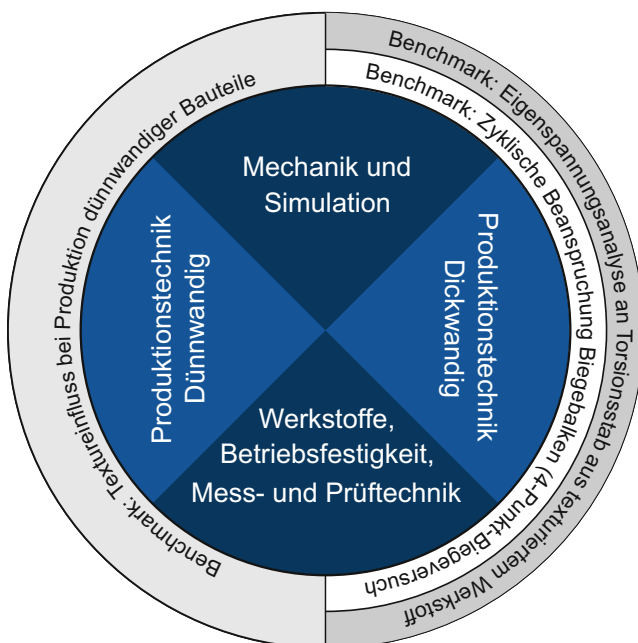 Benchmark: Textureinfluss bei Produktion dünnwandiger Bauteile
Benchmark: Eigenspannungsanalyse an Torsionsstab aus texturiertem Werkstoff
Benchmark: Zyklische Beanspruchung Biegebalken (4-Punkt-Biegeversuch
Mechanik und
Simulation
Produktionstechnik
Dünnwandig
Produktionstechnik
Dickwandig
Werkstoffe,
Betriebsfestigkeit,
Mess- und Prüftechnik